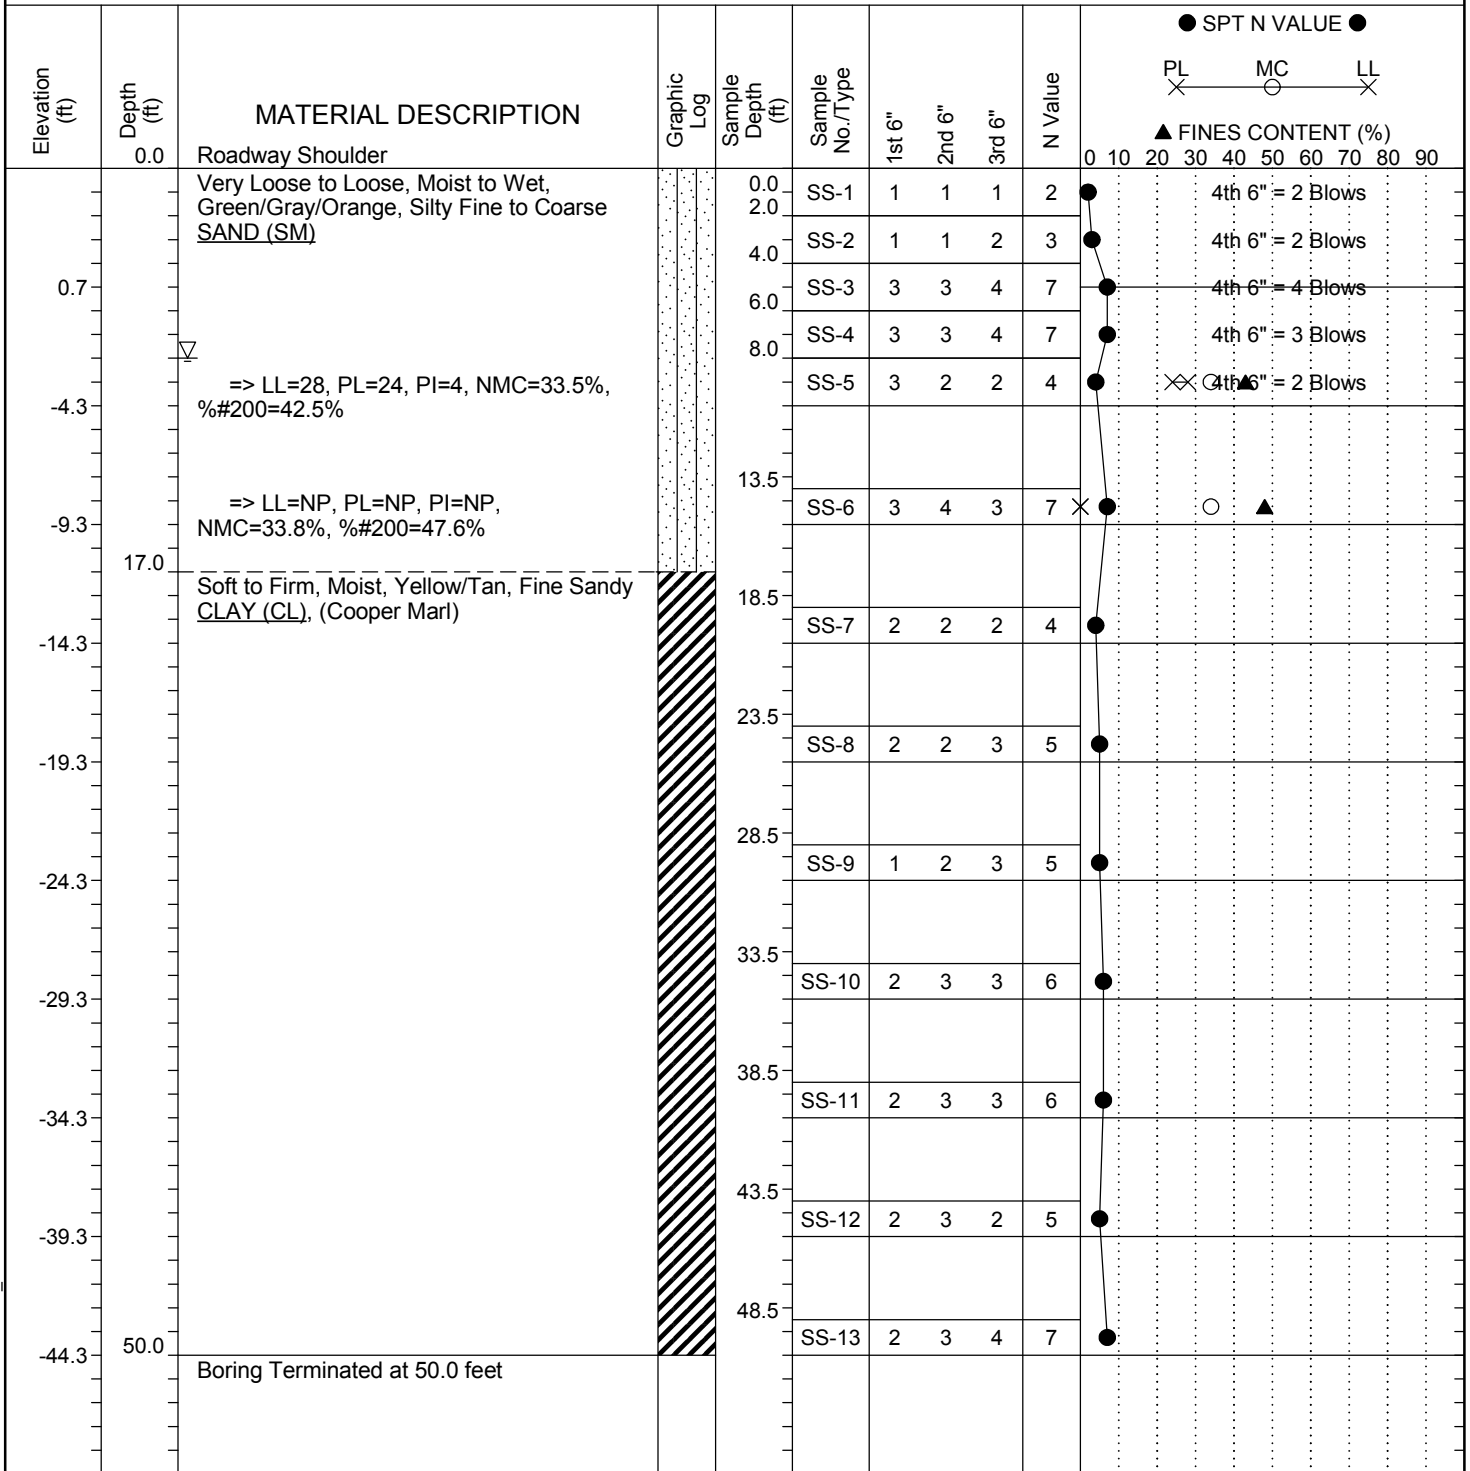 ● SPT N VALUE ●
PL MC LL
▲ FINES CONTENT (%)
Elevation (ft)
Depth (ft)
MATERIAL DESCRIPTION
Graphic Log
Sample Depth (ft)
Sample No./Type
1st 6"
2nd 6"
3rd 6"
N Value
0 10 20 30 40 50 60 70 80 90
0.0 Roadway Shoulder
Very Loose to Loose, Moist to Wet,
Green/Gray/Orange, Silty Fine to Coarse
SAND (SM)
0.0
SS-1 1 1 1 2 4th 6" = 2 Blows
2.0
SS-2 1 1 2 3 4th 6" = 2 Blows
4.0
0.7 SS-3 3 3 4 7 4th 6" = 4 Blows
6.0
SS-4 3 3 4 7 4th 6" = 3 Blows
8.0
=> LL=28, PL=24, PI=4, NMC=33.5%,
%#200=42.5%
SS-5 3 2 2 4 4th 6" = 2 Blows
-4.3
13.5
=> LL=NP, PL=NP, PI=NP,
NMC=33.8%, %#200=47.6%
SS-6 3 4 3 7
-9.3
17.0
Soft to Firm, Moist, Yellow/Tan, Fine Sandy
CLAY (CL), (Cooper Marl)
18.5
SS-7 2 2 2 4
-14.3
23.5
SS-8 2 2 3 5
-19.3
28.5
SS-9 1 2 3 5
-24.3
33.5
SS-10 2 3 3 6
-29.3
38.5
SS-11 2 3 3 6
-34.3
43.5
SS-12 2 3 2 5
-39.3
48.5
SS-13 2 3 4 7
50.0
-44.3
Boring Terminated at 50.0 feet